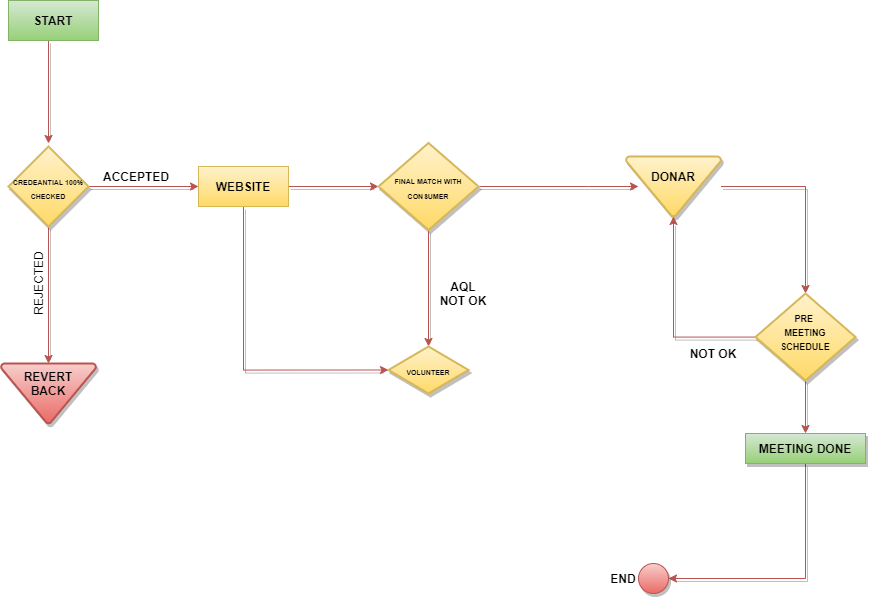 START
CREDEANTIAL 100%
CHECKED
ACCEPTED
WEBSITE
FINAL MATCH WITH
CONSUMER
DONAR
REJECTED
AQL
NOT OK
PRE
MEETING
SCHEDULE
NOT OK
REVERT
BACK
VOLUNTEER
MEETING DONE
END